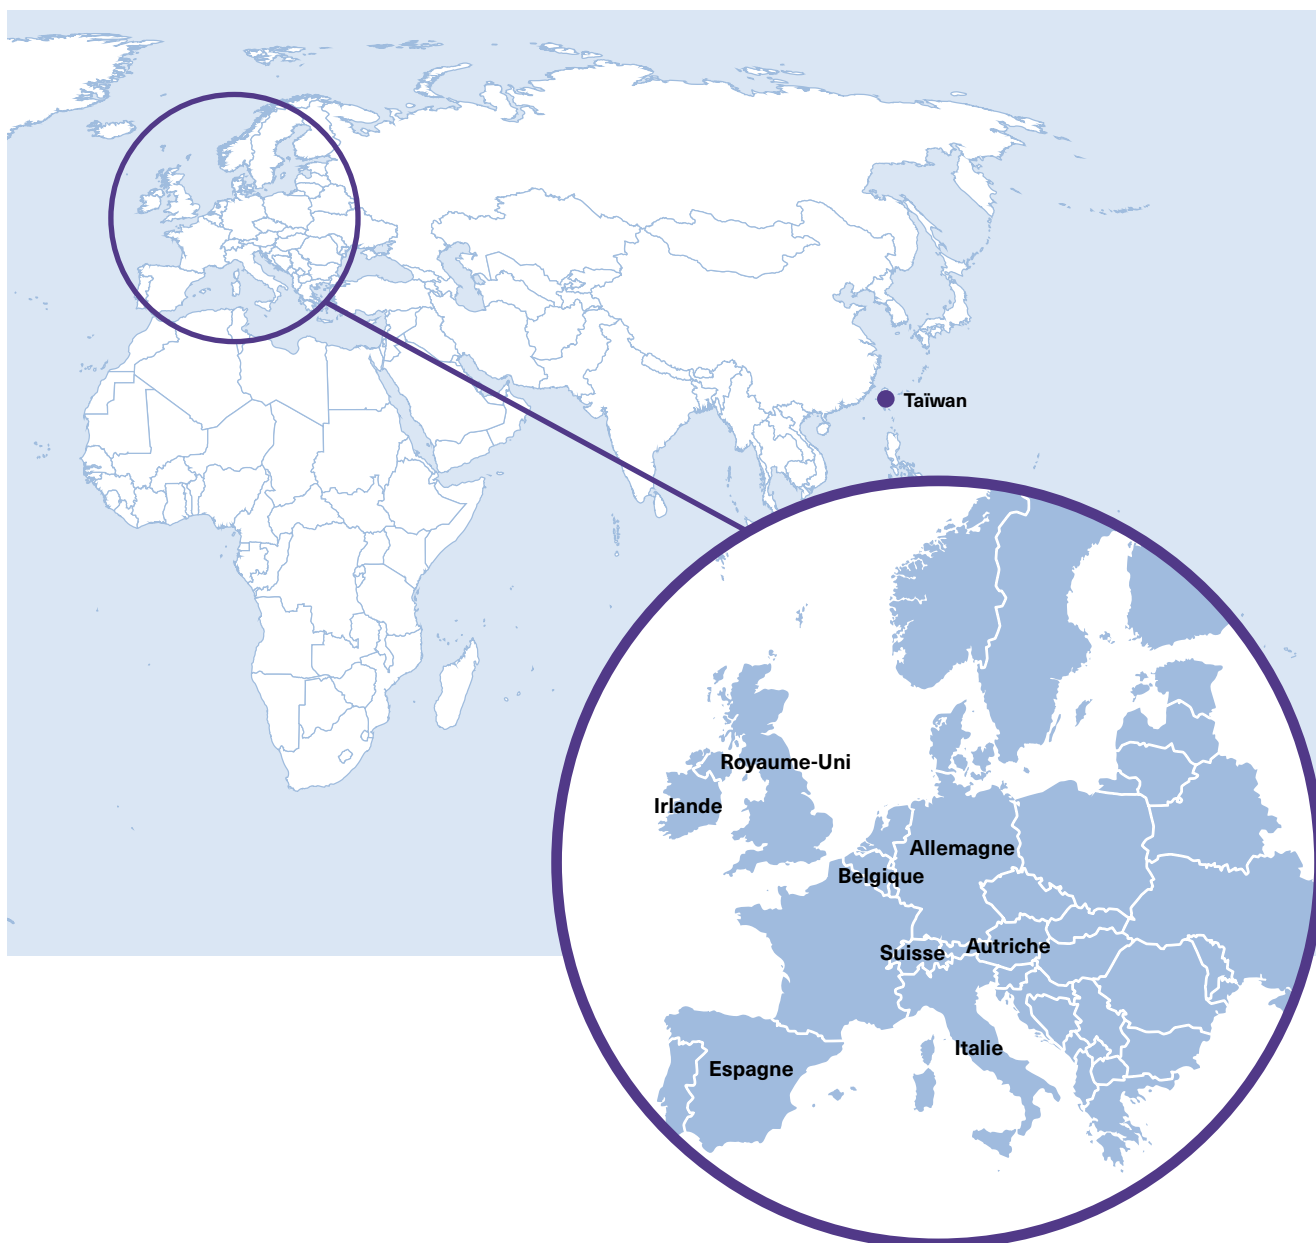 Taïwan
Royaume-Uni
Irlande
Allemagne
Belgique
Autriche
Suisse
Italie
Espagne